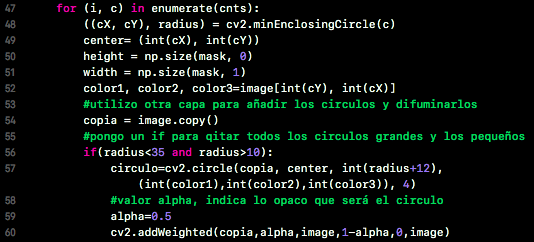 47 for (i, c) in enumerate(cnts):
48 ((cX, cY), radius) = cv2.minEnclosingCircle(c)
49 center= (int(cX), int(cY))
50 height = np.size(mask, 0)
51 width = np.size(mask, 1)
52 color1, color2, color3=image[int(cY), int(cX)]
53 #utilizo otra capa para añadir los circulos y difuminarlos
54 copia = image.copy()
55 #pongo un if para qitar todos los circulos grandes y los pequeños
56 if(radius<35 and radius>10):
57 circulo=cv2.circle(copia, center, int(radius+12),
(int(color1),int(color2),int(color3)), 4)
58 #valor alpha, indica lo opaco que será el circulo
59 alpha=0.5
60 cv2.addWeighted(copia,alpha,image,1-alpha,0,image)